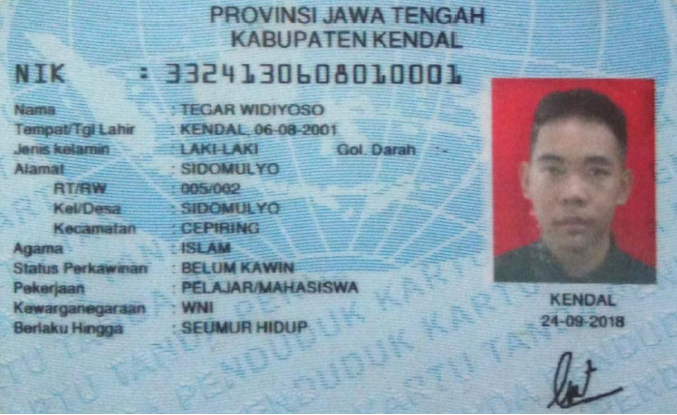 PROVINSI JAWA TENGAH
KABUPATEN KENDAL
NIK : 3324130608010001
Nama : TEGAR WIDIYOSO
Tempat/Tgl Lahir : KENDAL, 06-08-2001
Jenis kelamin : LAKI-LAKI Gol. Darah :-
Alamat : SIDOMULYO
RT/RW : 005/002
Kel/Desa : SIDOMULYO
Kecamatan : CEPIRING
Agama : ISLAM
Status Perkawinan : BELUM KAWIN
Pekerjaan : PELAJAR/MAHASISWA
Kewarganegaraan : WNI
Berlaku Hingga : SEUMUR HIDUP
KENDAL
24-09-2018